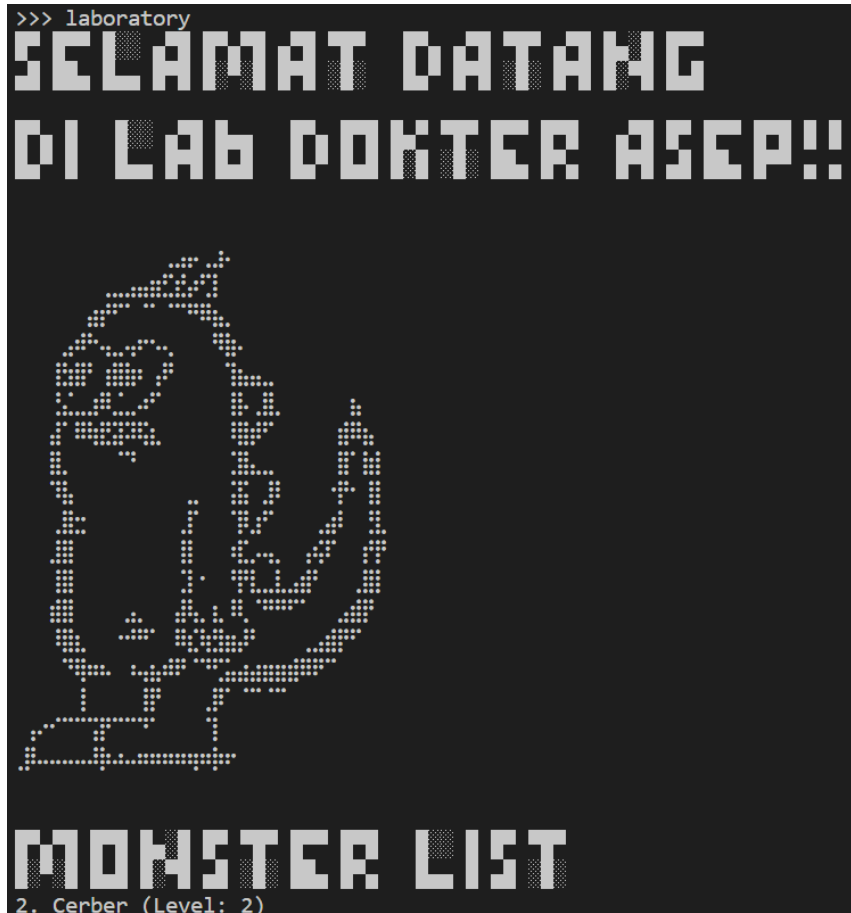 >>> laboratory
SELAMAT DATANG
DI LAb DOKTER ASEP!!
MONSTER LIST
2. Cerber (Level: 2)